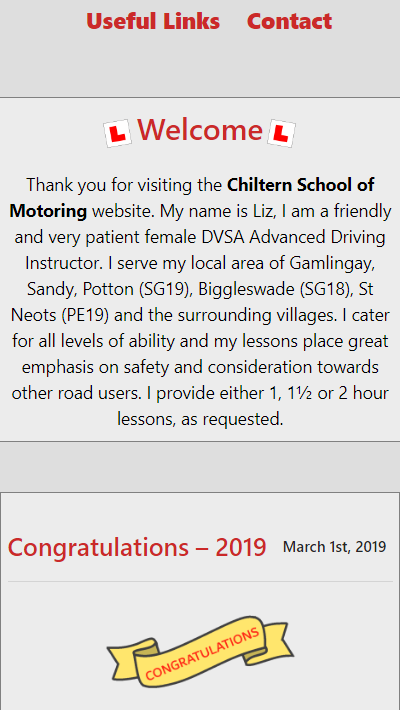 Useful Links Contact
L Welcome L
Thank you for visiting the Chiltern School of
Motoring website. My name is Liz, I am a friendly
and very patient female DVSA Advanced Driving
Instructor. I serve my local area of Gamlingay,
Sandy, Potton (SG19), Biggleswade (SG18), St
Neots (PE19) and the surrounding villages. I cater
for all levels of ability and my lessons place great
emphasis on safety and consideration towards
other road users. I provide either 1, 1½ or 2 hour
lessons, as requested.
Congratulations – 2019 March 1st, 2019
CONGRATULATIONS